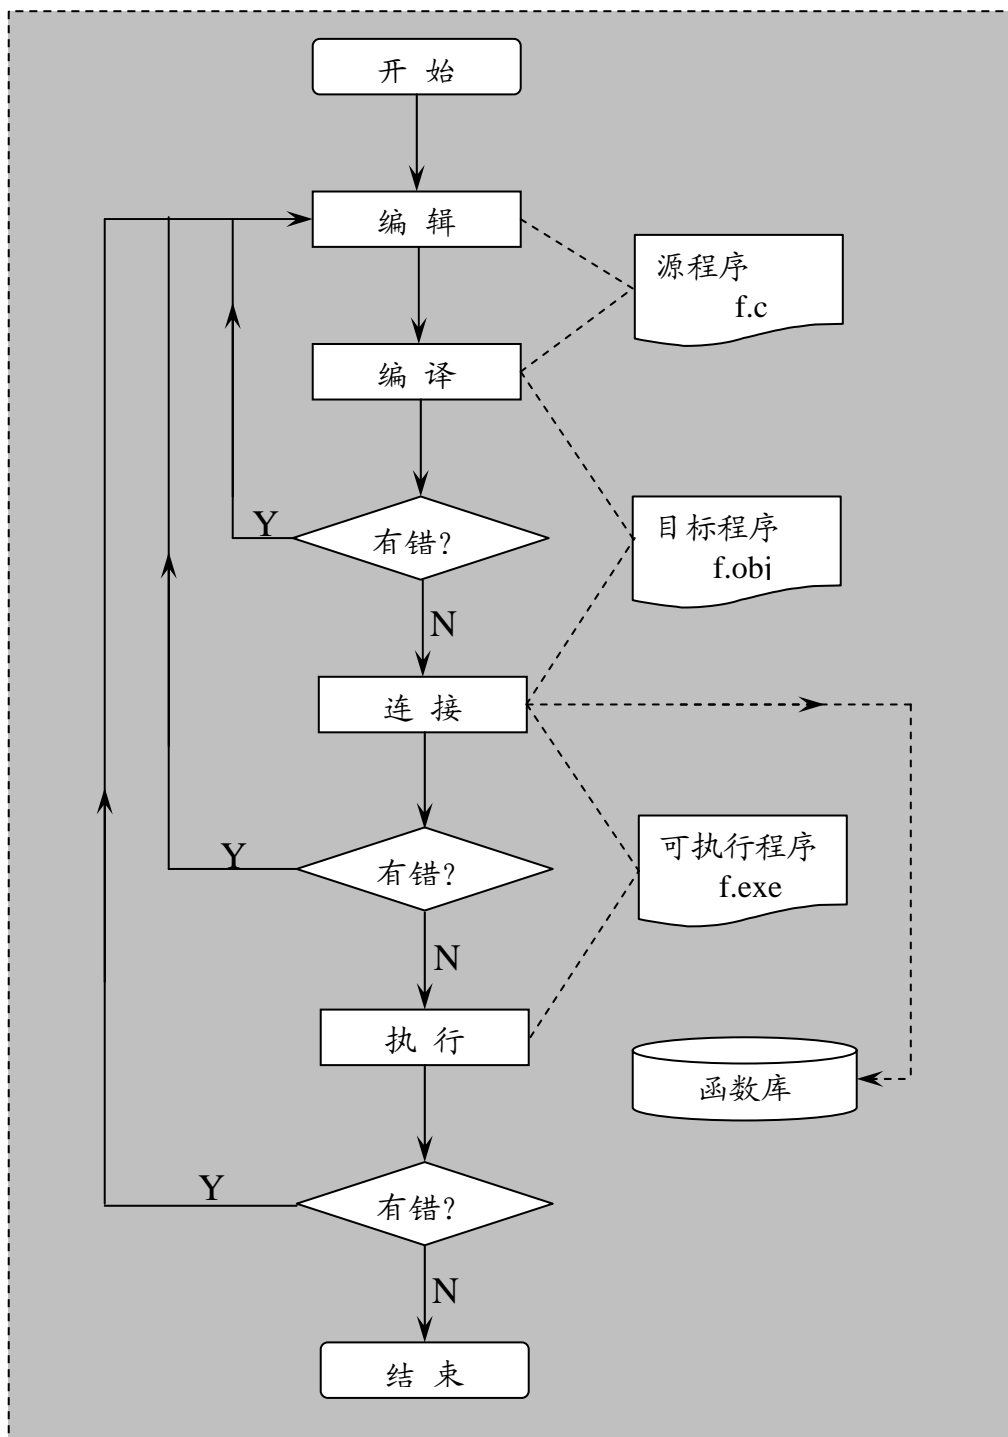 开 始
编 辑
源程序
f.c
编 译
Y
有错?
目标程序
f.obj
N
连 接
Y
有错?
可执行程序
f.exe
N
执 行
函数库
Y
有错?
N
结 束